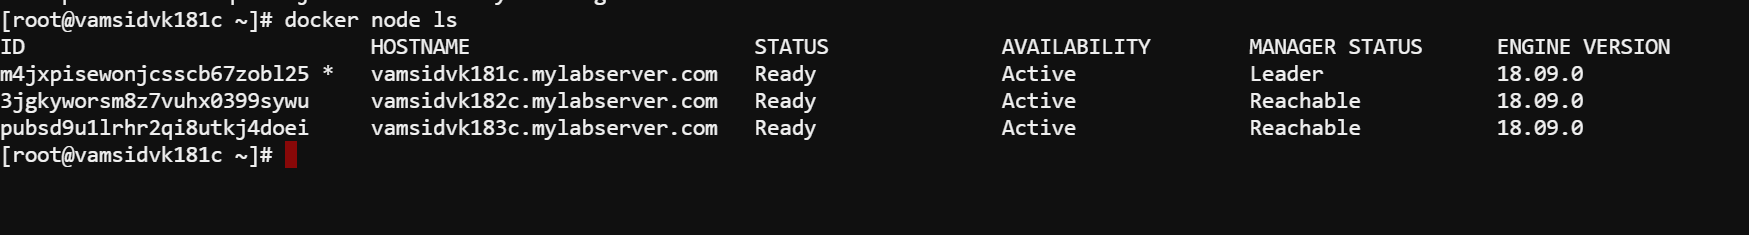 [root@vamsidvk181c ~]# docker node ls
ID HOSTNAME STATUS AVAILABILITY MANAGER STATUS ENGINE VERSION
m4jxpisewonjcsscb67zobl25 * vamsidvk181c.mylabserver.com Ready Active Leader 18.09.0
3jgkyworsm8z7vuhx0399sywu vamsidvk182c.mylabserver.com Ready Active Reachable 18.09.0
pubsd9u1lrhr2qi8utkj4doei vamsidvk183c.mylabserver.com Ready Active Reachable 18.09.0
[root@vamsidvk181c ~]#